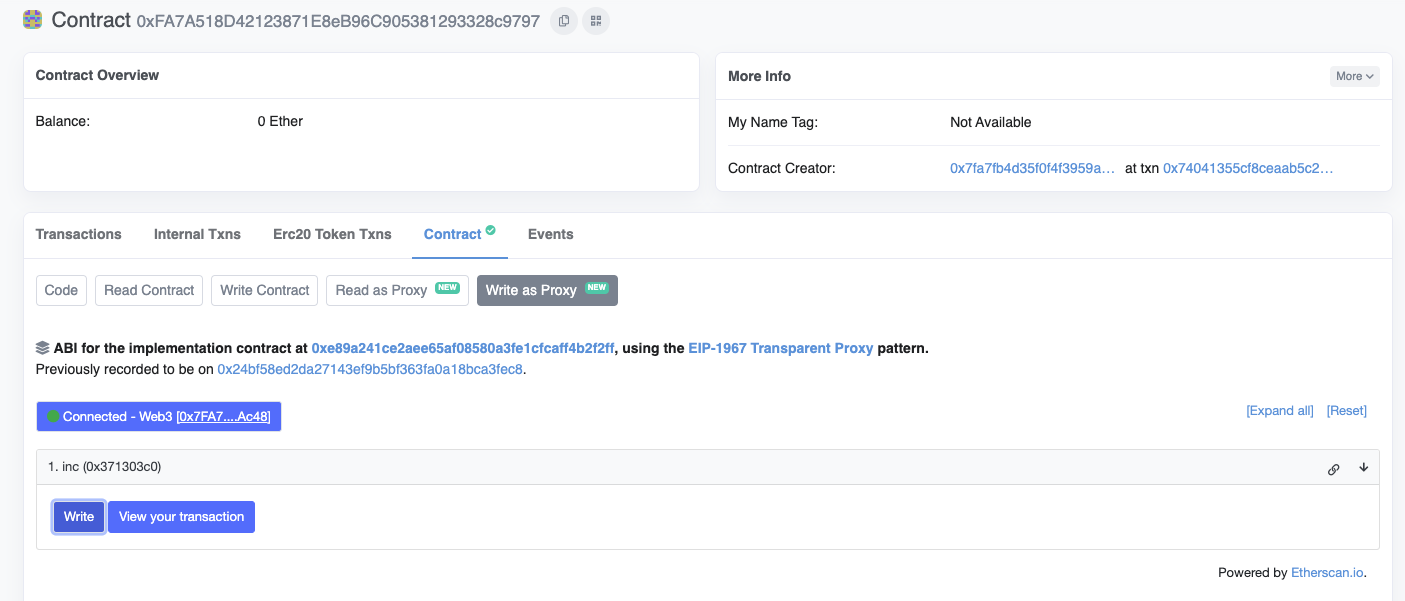 Contract 0xFA7A518D42123871E8eB96C905381293328c9797
Contract Overview
Balance: 0 Ether
More Info
More
My Name Tag: Not Available
Contract Creator: 0x7fa7fb4d35f0f4f3959a... at txn 0x74041355cf8ceaab5c2...
Transactions Internal Txns Erc20 Token Txns Contract Events
Code Read Contract Write Contract Read as Proxy NEW Write as Proxy NEW
ABI for the implementation contract at 0xe89a241ce2aee65af08580a3fe1cfcaff4b2f2ff, using the EIP-1967 Transparent Proxy pattern.
Previously recorded to be on 0x24bf58ed2da27143ef9b5bf363fa0a18bca3fec8.
Connected - Web3 [0x7FA7....Ac48]
[Expand all] [Reset]
1. inc (0x371303c0)
Write View your transaction
Powered by Etherscan.io.